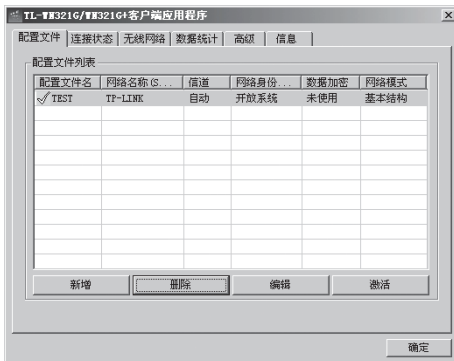 TL-WN321G/WN321G+客户端应用程序
配置文件 连接状态 无线网络 数据统计 高级 信息
配置文件列表
配置文件名 网络名称(S... 信道 网络身份... 数据加密 网络模式
TEST TP-LINK 自动 开放系统 未使用 基本结构
新增 删除 编辑 激活
确定